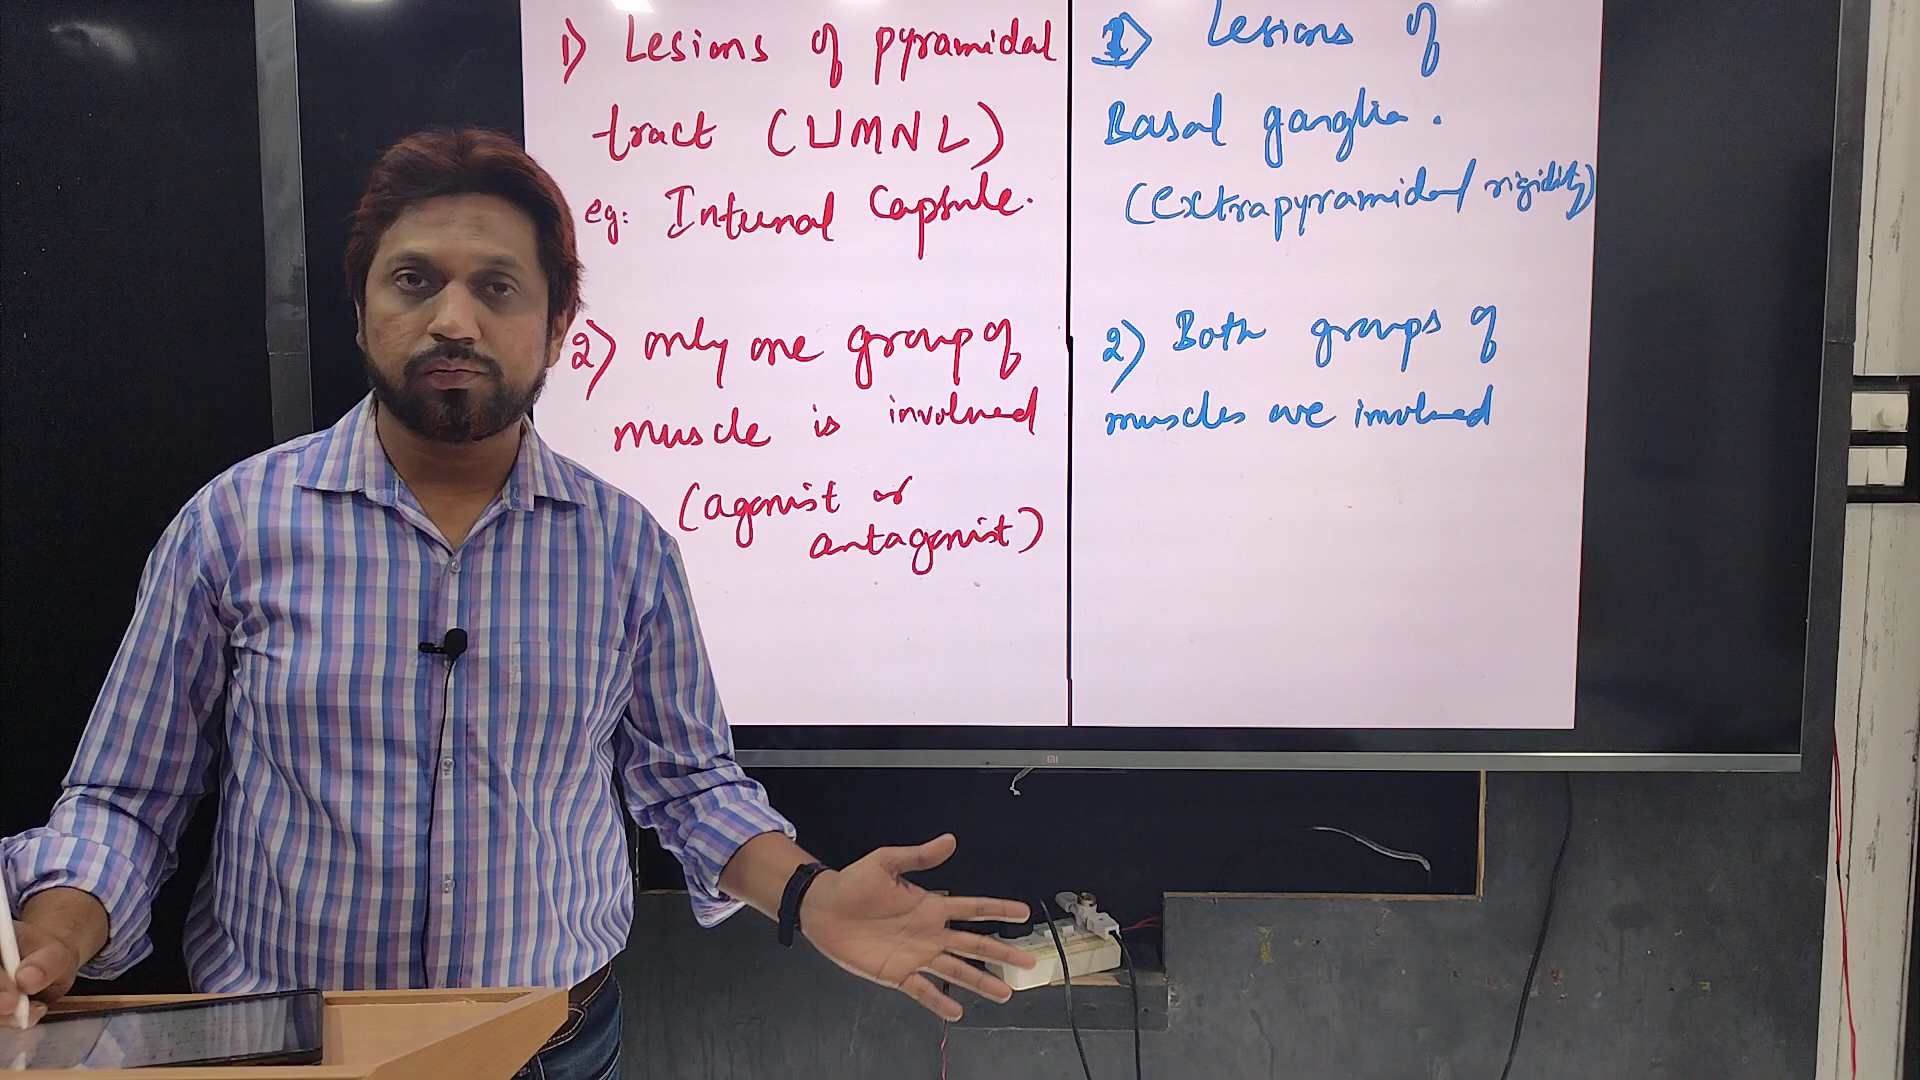 1) Lesions of pyramidal
tract (UMNL)
eg: Internal Capsule.
2) only one group of
muscle is involved
(agonist or
antagonist)
1) Lesions of
Basal ganglia.
(extrapyramidal rigidity)
2) Both groups of
muscles are involved
mi